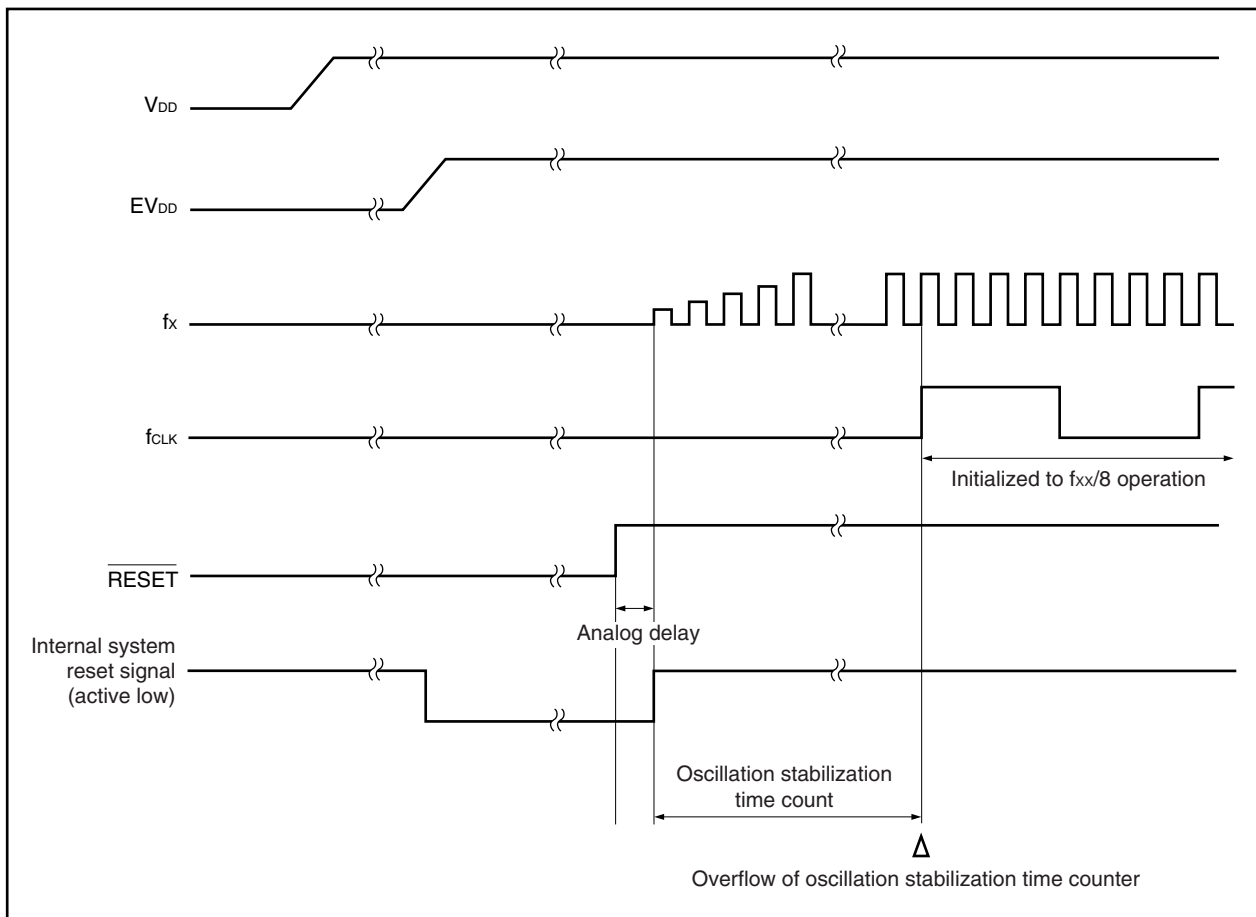 VDD
EVDD
fX
fCLK
Initialized to fXX/8 operation
RESET
Analog delay
Internal system
reset signal
(active low)
Oscillation stabilization
time count
Overflow of oscillation stabilization time counter